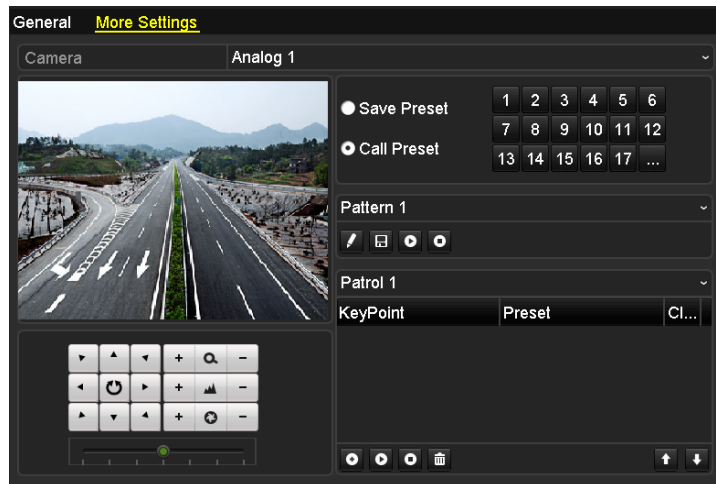 General More Settings
Camera Analog 1
Save Preset
Call Preset
1 2 3 4 5 6
7 8 9 10 11 12
13 14 15 16 17 ...
Pattern 1
Patrol 1
KeyPoint Preset Cl...